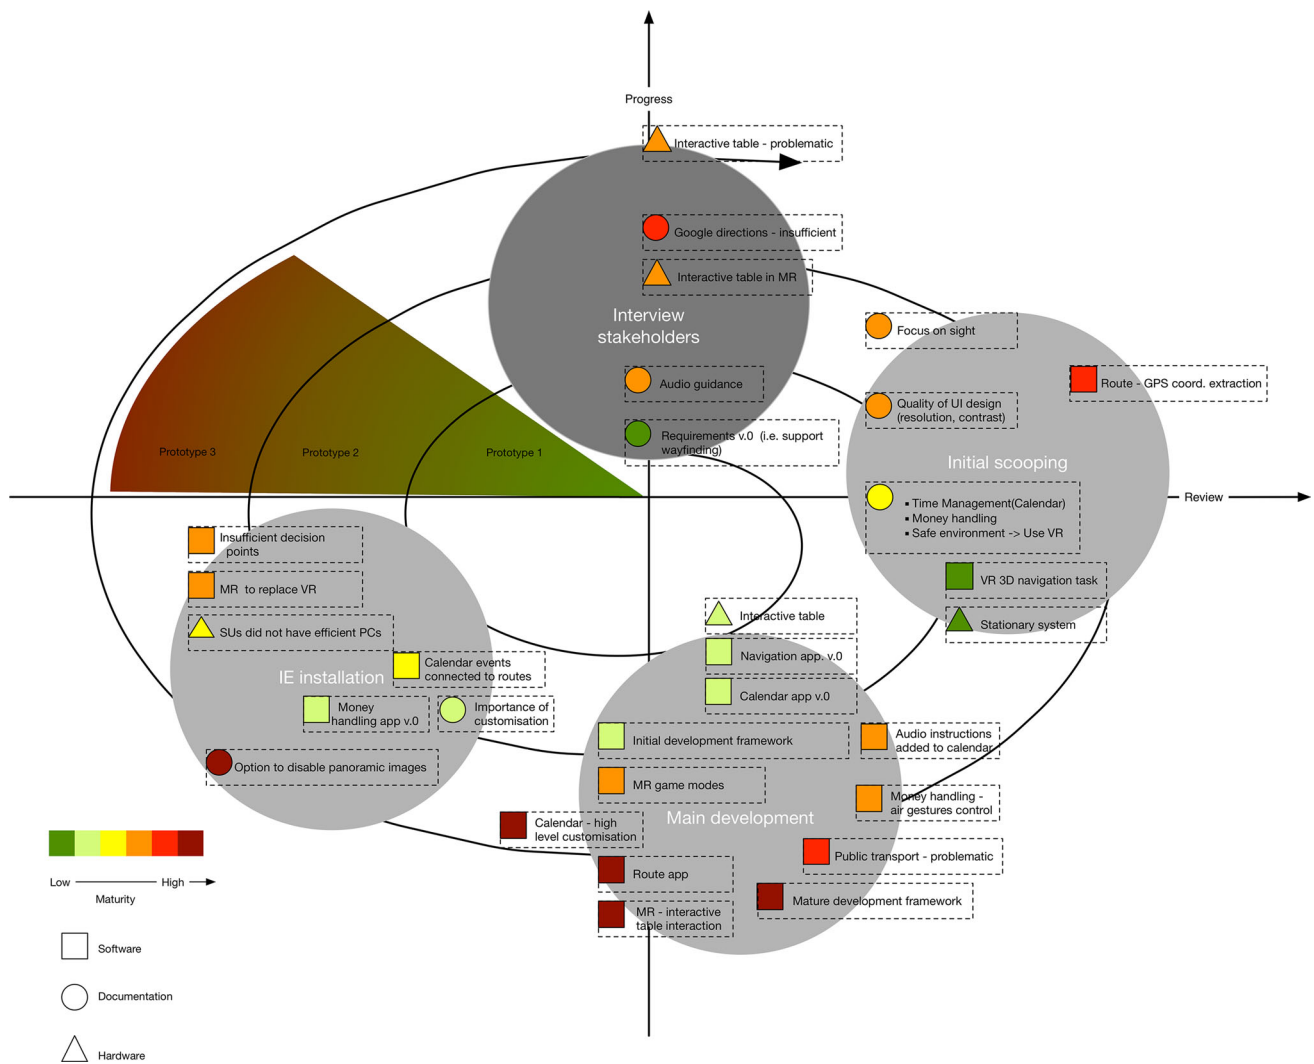 Progress
Interactive table - problematic
Google directions - insufficient
Interactive table in MR
Interview
stakeholders
Focus on sight
Audio guidance
Route - GPS coord. extraction
Quality of UI design
(resolution, contrast)
Requirements v.0  (i.e. support
wayfinding)
Prototype 3
Prototype 2
Prototype 1
Initial scooping
Review
Time Management(Calendar)
Money handling
Safe environment -> Use VR
Insufficient decision
points
MR  to replace VR
SUs did not have efficient PCs
VR 3D navigation task
Interactive table
Stationary system
Navigation app. v.0
Calendar events
connected to routes
IE installation
Calendar app v.0
Money
handling app v.0
Importance of
customisation
Initial development framework
Audio instructions
added to calendar
Option to disable panoramic images
MR game modes
Money handling -
air gestures control
Main development
Calendar - high
level customisation
Public transport - problematic
Route app
Mature development framework
MR - interactive
table interaction
Low
High
Maturity
Software
Documentation
Hardware